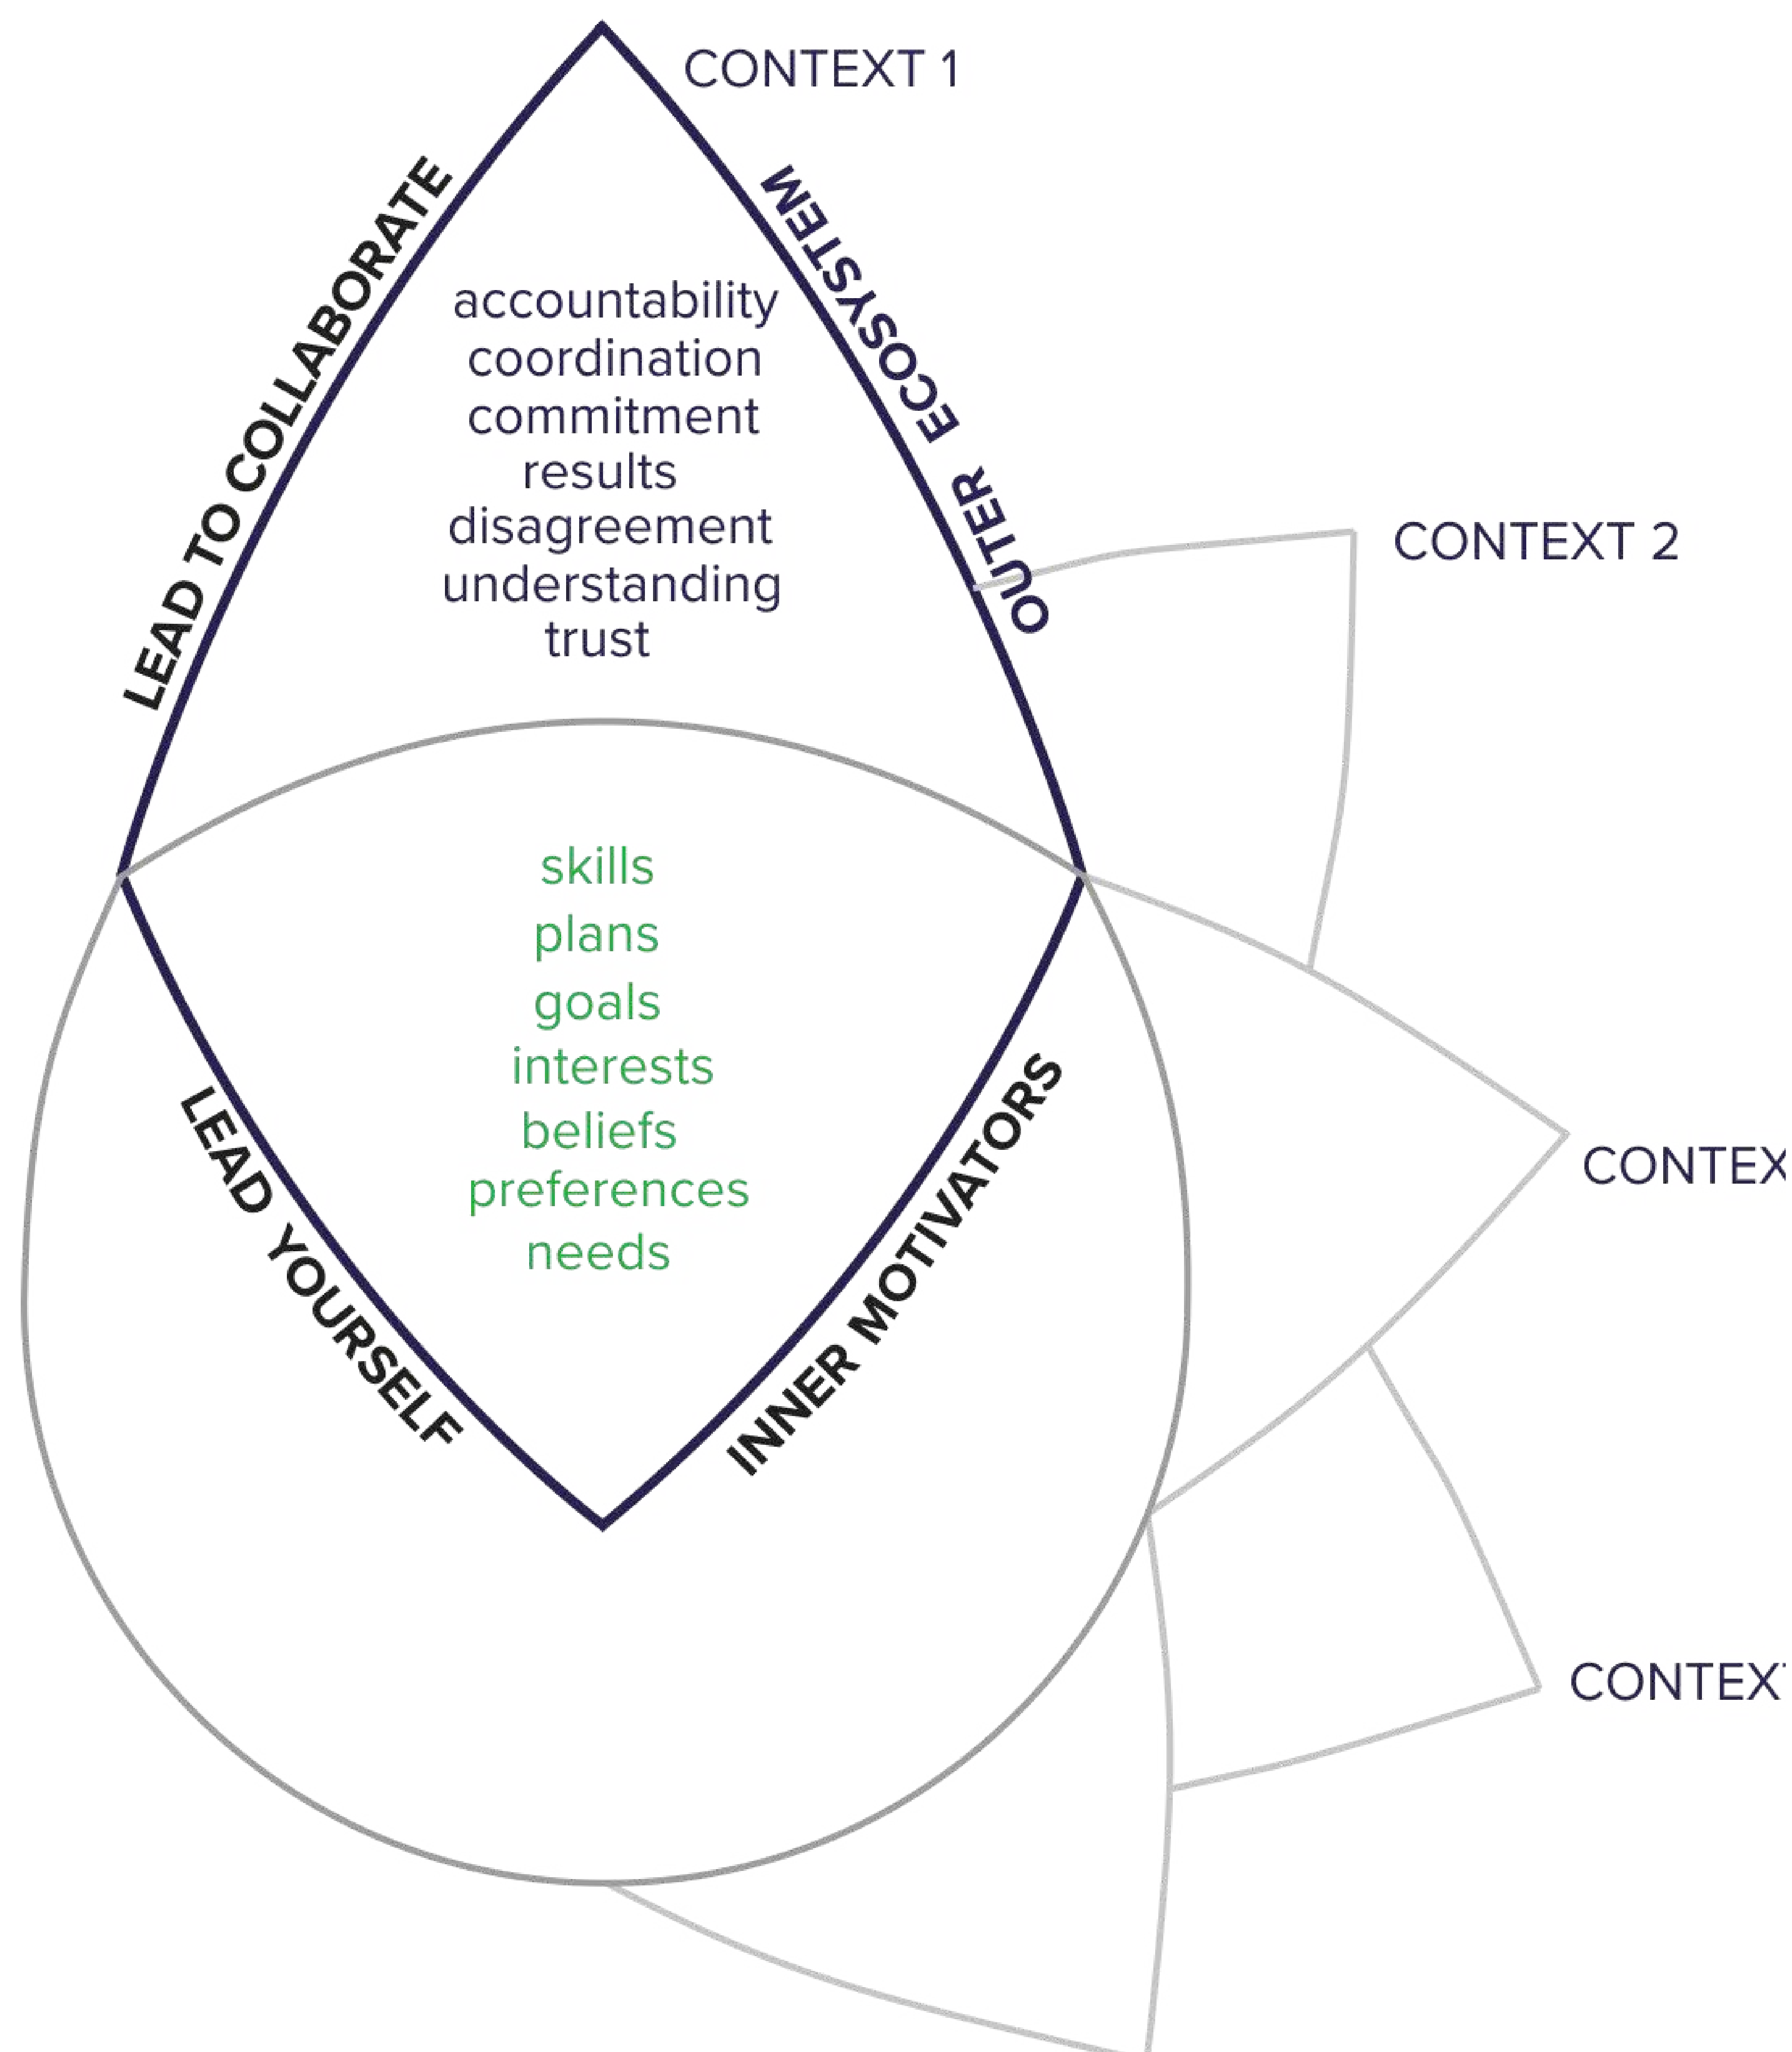 CONTEXT 1
LEAD TO COLLABORATE
OUTER ECOSYSTEM
accountability
coordination
commitment
results
disagreement
understanding
trust
CONTEXT 2
skills
plans
goals
interests
beliefs
preferences
needs
LEAD YOURSELF
INNER MOTIVATORS